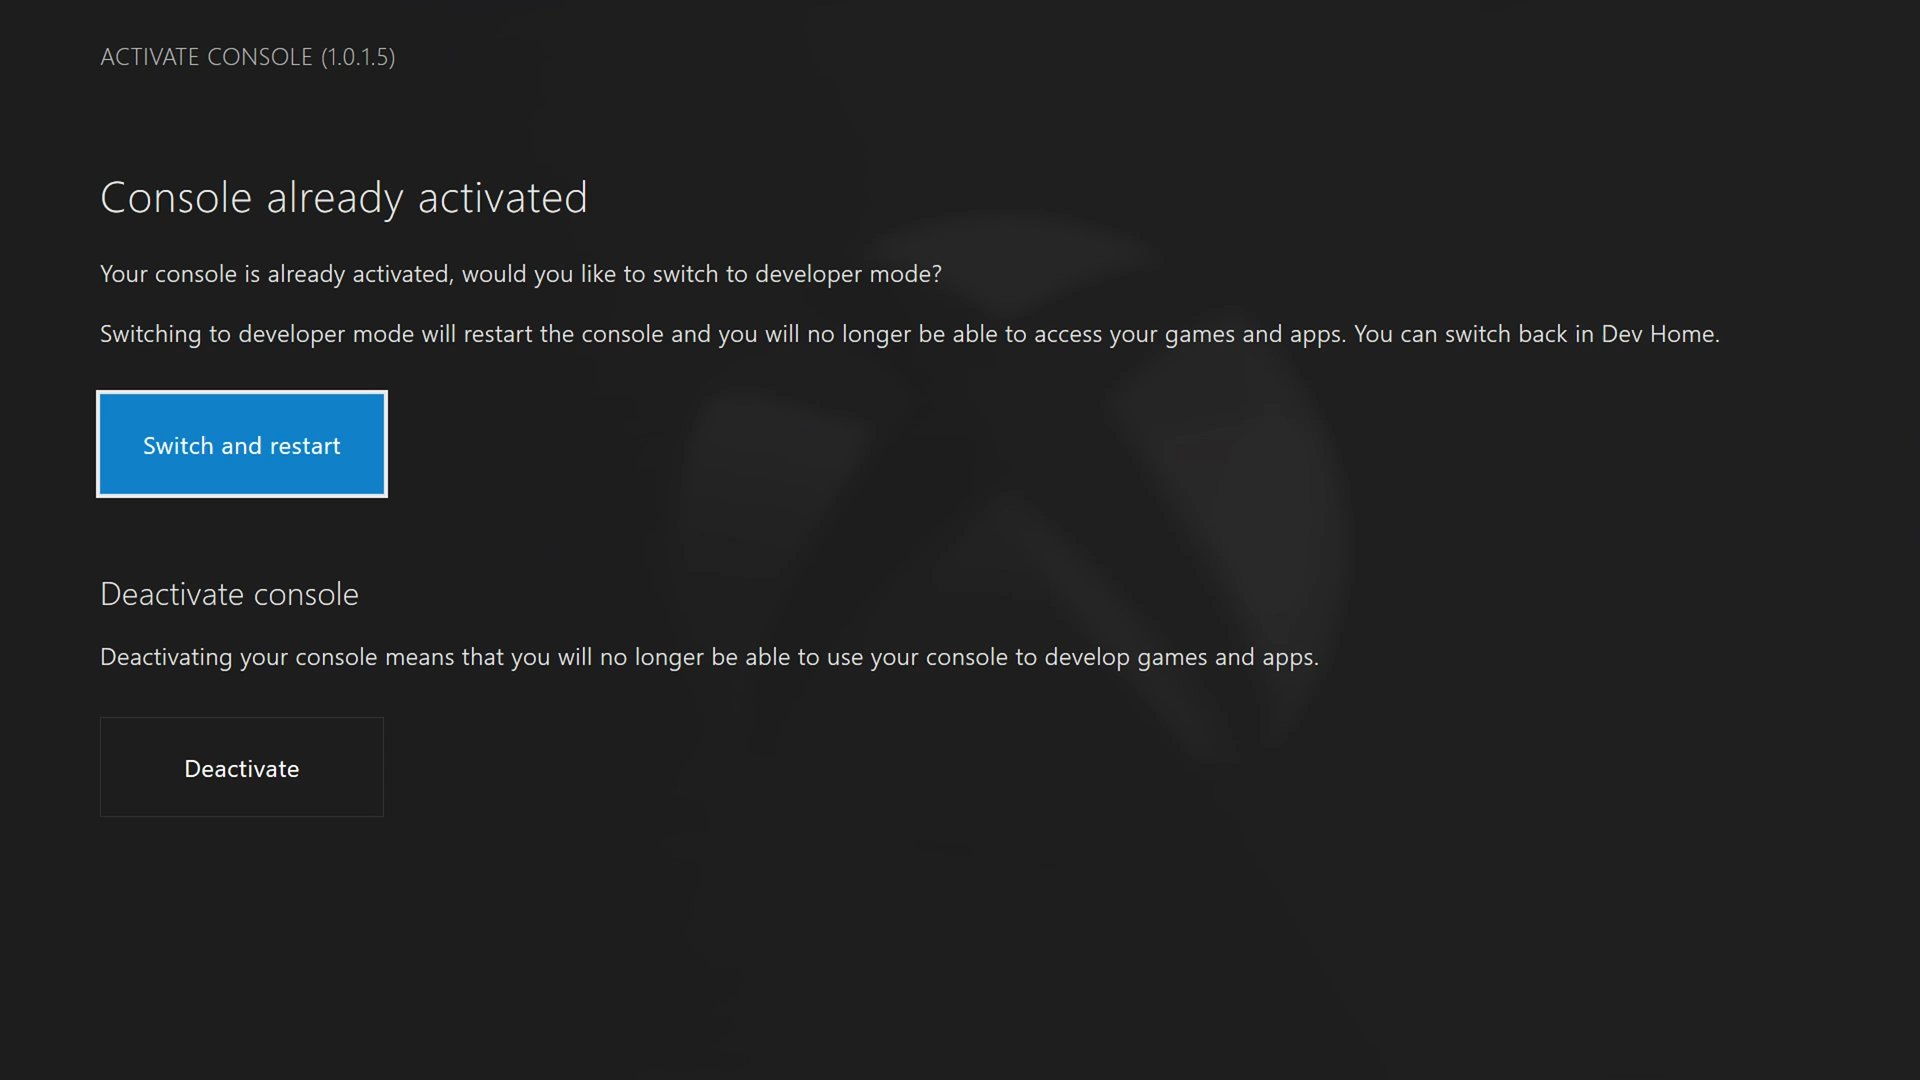 ACTIVATE CONSOLE (1.0.1.5)
Console already activated
Your console is already activated, would you like to switch to developer mode?
Switching to developer mode will restart the console and you will no longer be able to access your games and apps. You can switch back in Dev Home.
Switch and restart
Deactivate console
Deactivating your console means that you will no longer be able to use your console to develop games and apps.
Deactivate